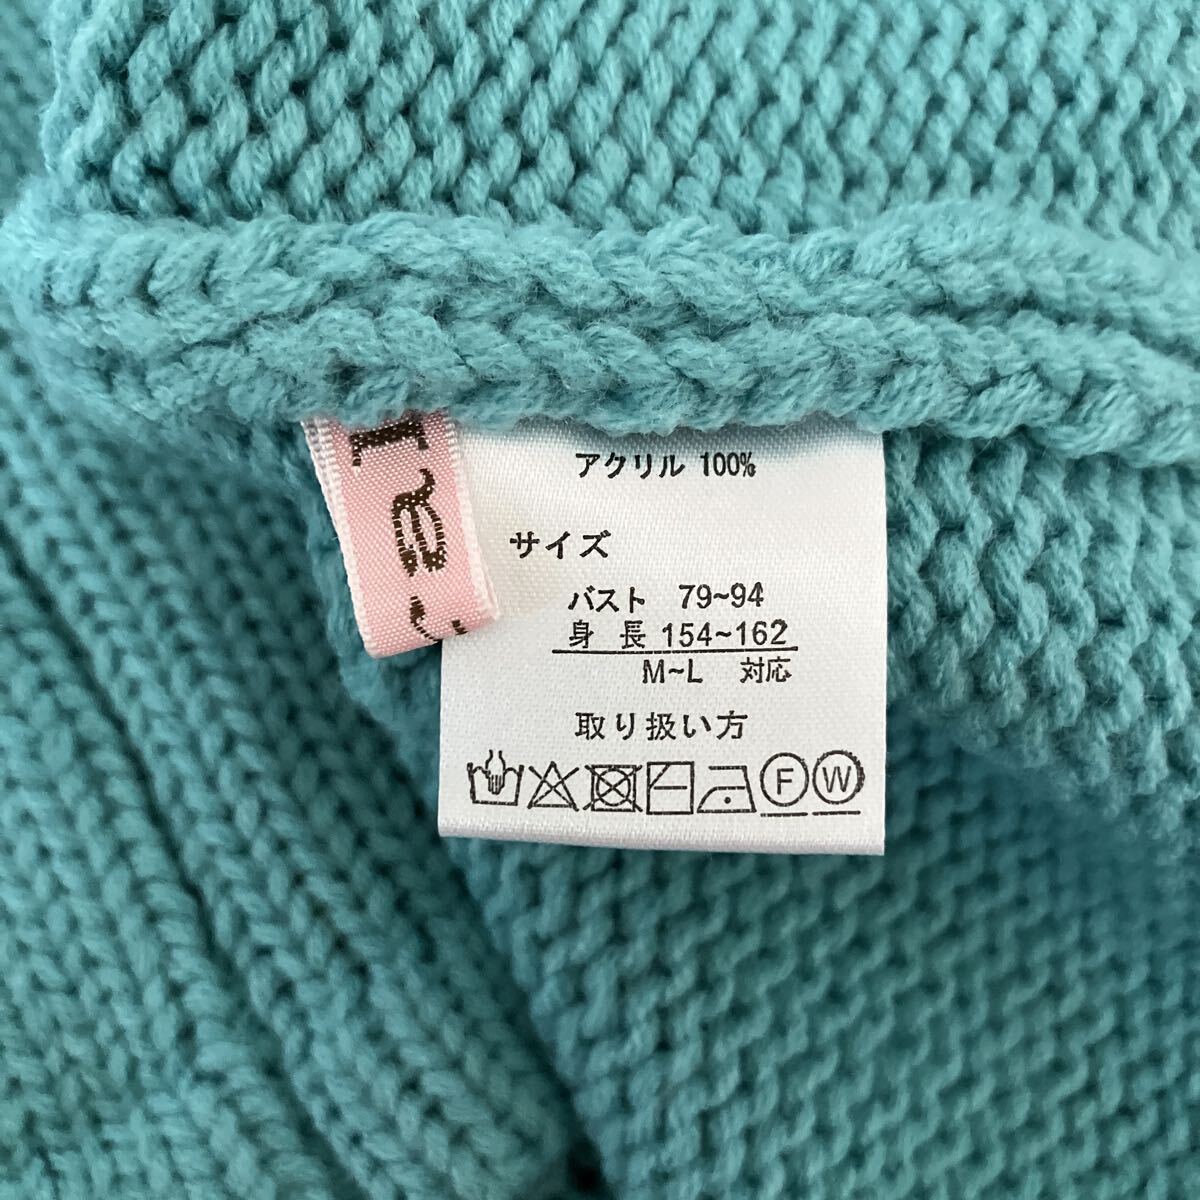 アクリル 100%
サイズ
バスト 79~94
身 長 154~162
M~L 対応
取り扱い方
F W